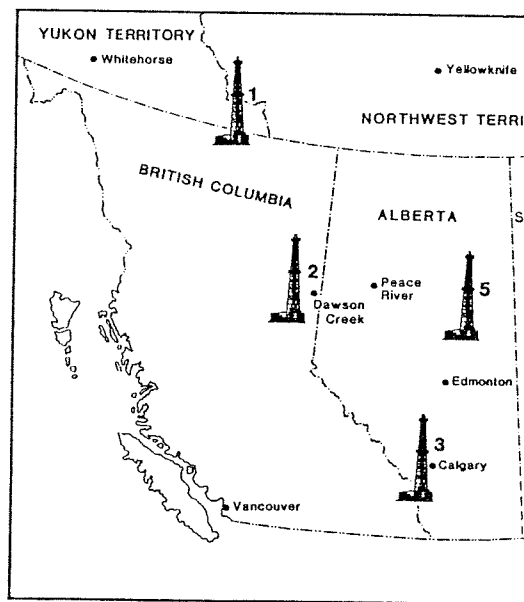 YUKON TERRITORY
Whitehorse
1
Yellowknife
NORTHWEST TERRI
BRITISH COLUMBIA
ALBERTA
S
2
Dawson
Creek
Peace
River
5
Edmonton
3
Calgary
Vancouver